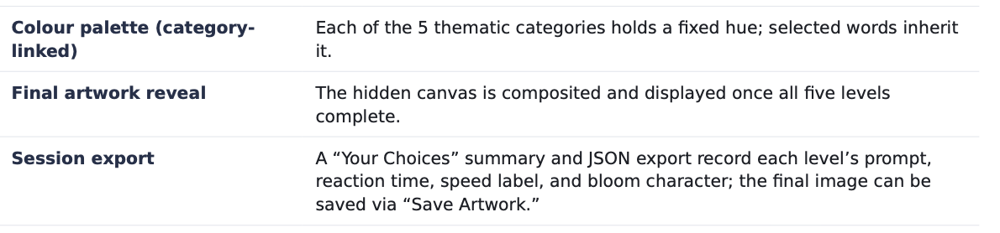 Colour palette (category-
linked)
Each of the 5 thematic categories holds a fixed hue; selected words inherit
it.
Final artwork reveal
The hidden canvas is composited and displayed once all five levels
complete.
Session export
A “Your Choices” summary and JSON export record each level’s prompt,
reaction time, speed label, and bloom character; the final image can be
saved via “Save Artwork.”